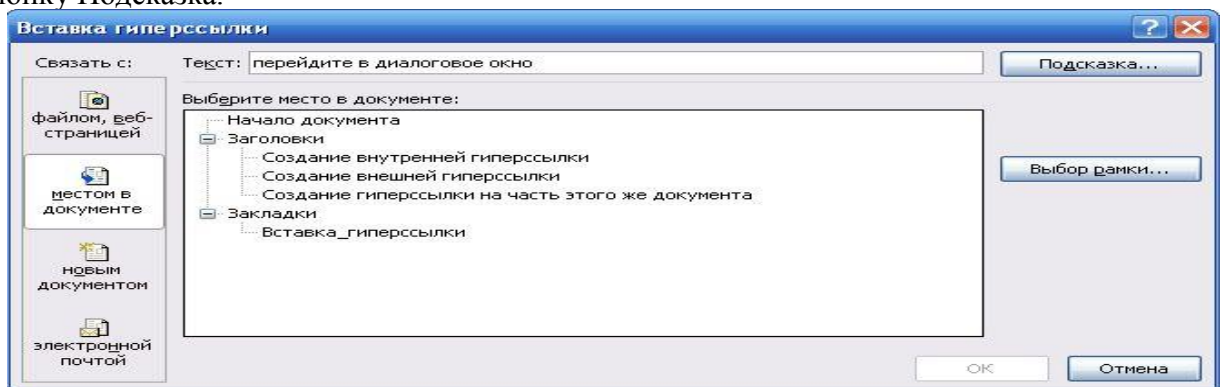 Вставка гиперссылки
Связать с:
Текст: перейдите в диалоговое окно
Подсказка...
файлом, веб-
страницей
местом в
документе
новым
документом
электронной
почтой
Выберите место в документе:
Начало документа
Заголовки
Создание внутренней гиперссылки
Создание внешней гиперссылки
Создание гиперссылки на часть этого же документа
Закладки
Вставка_гиперссылки
Выбор рамки...
ОК
Отмена